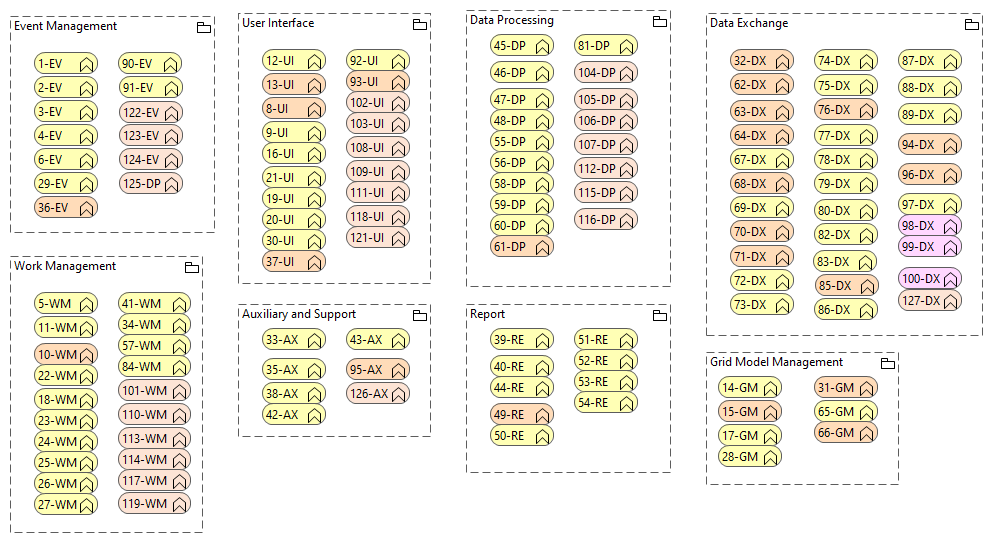 Event Management
1-EV
2-EV
3-EV
4-EV
6-EV
29-EV
36-EV
90-EV
91-EV
122-EV
123-EV
124-EV
125-DP
User Interface
12-UI
13-UI
8-UI
9-UI
16-UI
21-UI
19-UI
20-UI
30-UI
37-UI
92-UI
93-UI
102-UI
103-UI
108-UI
109-UI
111-UI
118-UI
121-UI
Data Processing
45-DP
46-DP
47-DP
48-DP
55-DP
56-DP
58-DP
59-DP
60-DP
61-DP
81-DP
104-DP
105-DP
106-DP
107-DP
112-DP
115-DP
116-DP
Data Exchange
32-DX
62-DX
63-DX
64-DX
67-DX
68-DX
69-DX
70-DX
71-DX
72-DX
73-DX
74-DX
75-DX
76-DX
77-DX
78-DX
79-DX
80-DX
82-DX
83-DX
85-DX
86-DX
87-DX
88-DX
89-DX
94-DX
96-DX
97-DX
98-DX
99-DX
100-DX
127-DX
Work Management
5-WM
11-WM
10-WM
22-WM
18-WM
23-WM
24-WM
25-WM
26-WM
27-WM
41-WM
34-WM
57-WM
84-WM
101-WM
110-WM
113-WM
114-WM
117-WM
119-WM
Auxiliary and Support
33-AX
35-AX
38-AX
42-AX
43-AX
95-AX
126-AX
Report
39-RE
40-RE
44-RE
49-RE
50-RE
51-RE
52-RE
53-RE
54-RE
Grid Model Management
14-GM
15-GM
17-GM
28-GM
31-GM
65-GM
66-GM